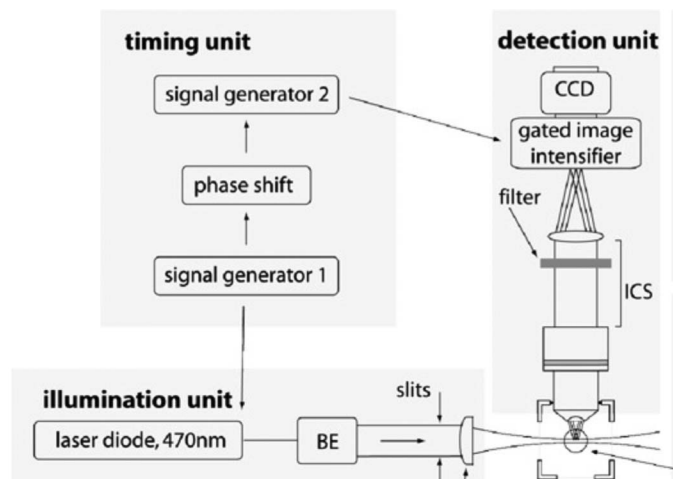 timing unit
signal generator 2
phase shift
signal generator 1
detection unit
CCD
gated image
intensifier
filter
ICS
illumination unit
laser diode, 470nm
BE
slits